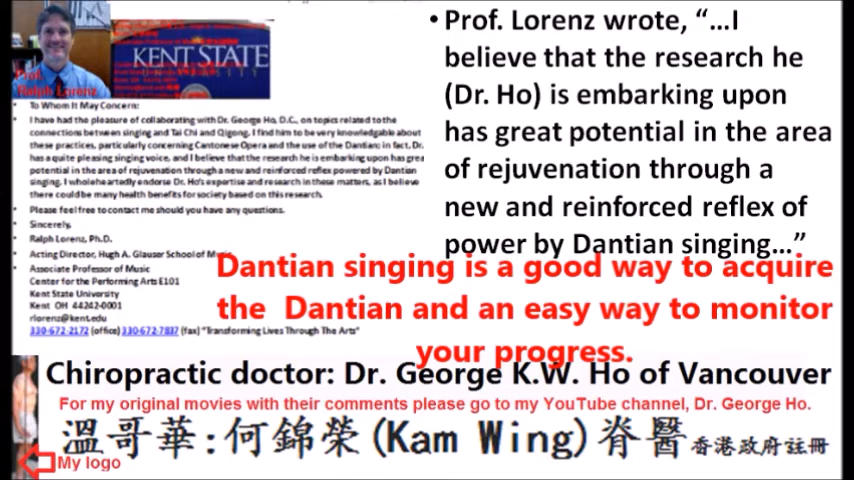 Prof.
Ralph Lorenz
KENT STATE
UNIVERSITY
To Whom It May Concern:
I have had the pleasure of collaborating with Dr. George Ho, D.C., on topics related to the
connections between singing and Tai Chi and Qigong. I find him to be very knowledgeable about
these practices, particularly concerning Cantonese Opera and the use of the Dantian; in fact, Dr.
has a quite pleasing singing voice, and I believe that the research he is embarking upon has great
potential in the area of rejuvenation through a new and reinforced reflex powered by Dantian
singing. I wholeheartedly endorse Dr. Ho's expertise and research in these matters, as I believe
there could be many health benefits for society based on this research.
Please feel free to contact me should you have any questions.
Sincerely,
Ralph Lorenz, Ph.D.
Acting Director, Hugh A. Glauser School of Mu
Associate Professor of Music
Center for the Performing Arts E101
Kent State University
Kent OH 44242-0001
rlorenz@kent.edu
330-672-2172 (office) 330-672-7837 (fax) "Transforming Lives Through The Arts"
• Prof. Lorenz wrote, “…I
believe that the research he
(Dr. Ho) is embarking upon
has great potential in the area
of rejuvenation through a
new and reinforced reflex of
power by Dantian singing…”
Dantian singing is a good way to acquire
the Dantian and an easy way to monitor
your progress.
Chiropractic doctor: Dr. George K.W. Ho of Vancouver
For my original movies with their comments please go to my YouTube channel, Dr. George Ho.
溫哥華:何錦榮(Kam Wing)脊醫香港政府註冊
My logo